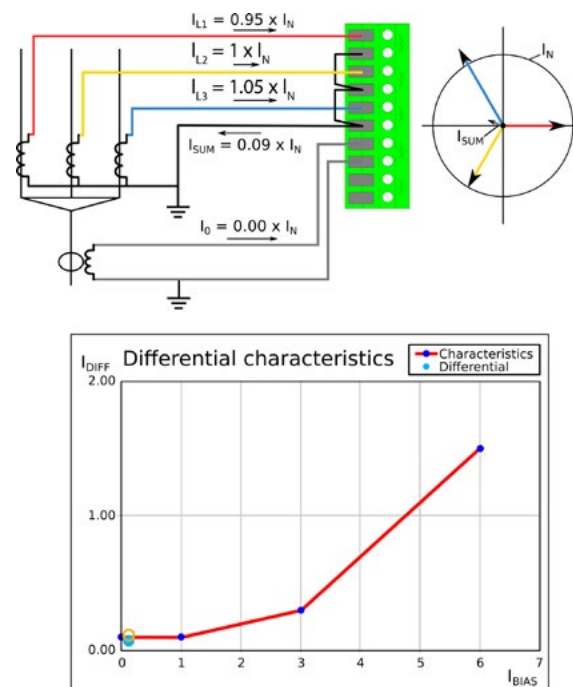 I_L1 = 0.95 x I_N
I_L2 = 1 x I_N
I_L3 = 1.05 x I_N
I_SUM = 0.09 x I_N
I_0 = 0.00 x I_N
I_N
I_SUM
I_DIFF Differential characteristics
Characteristics
Differential
2.00
1.00
0.00
0 1 2 3 4 5 6 7
I_BIAS